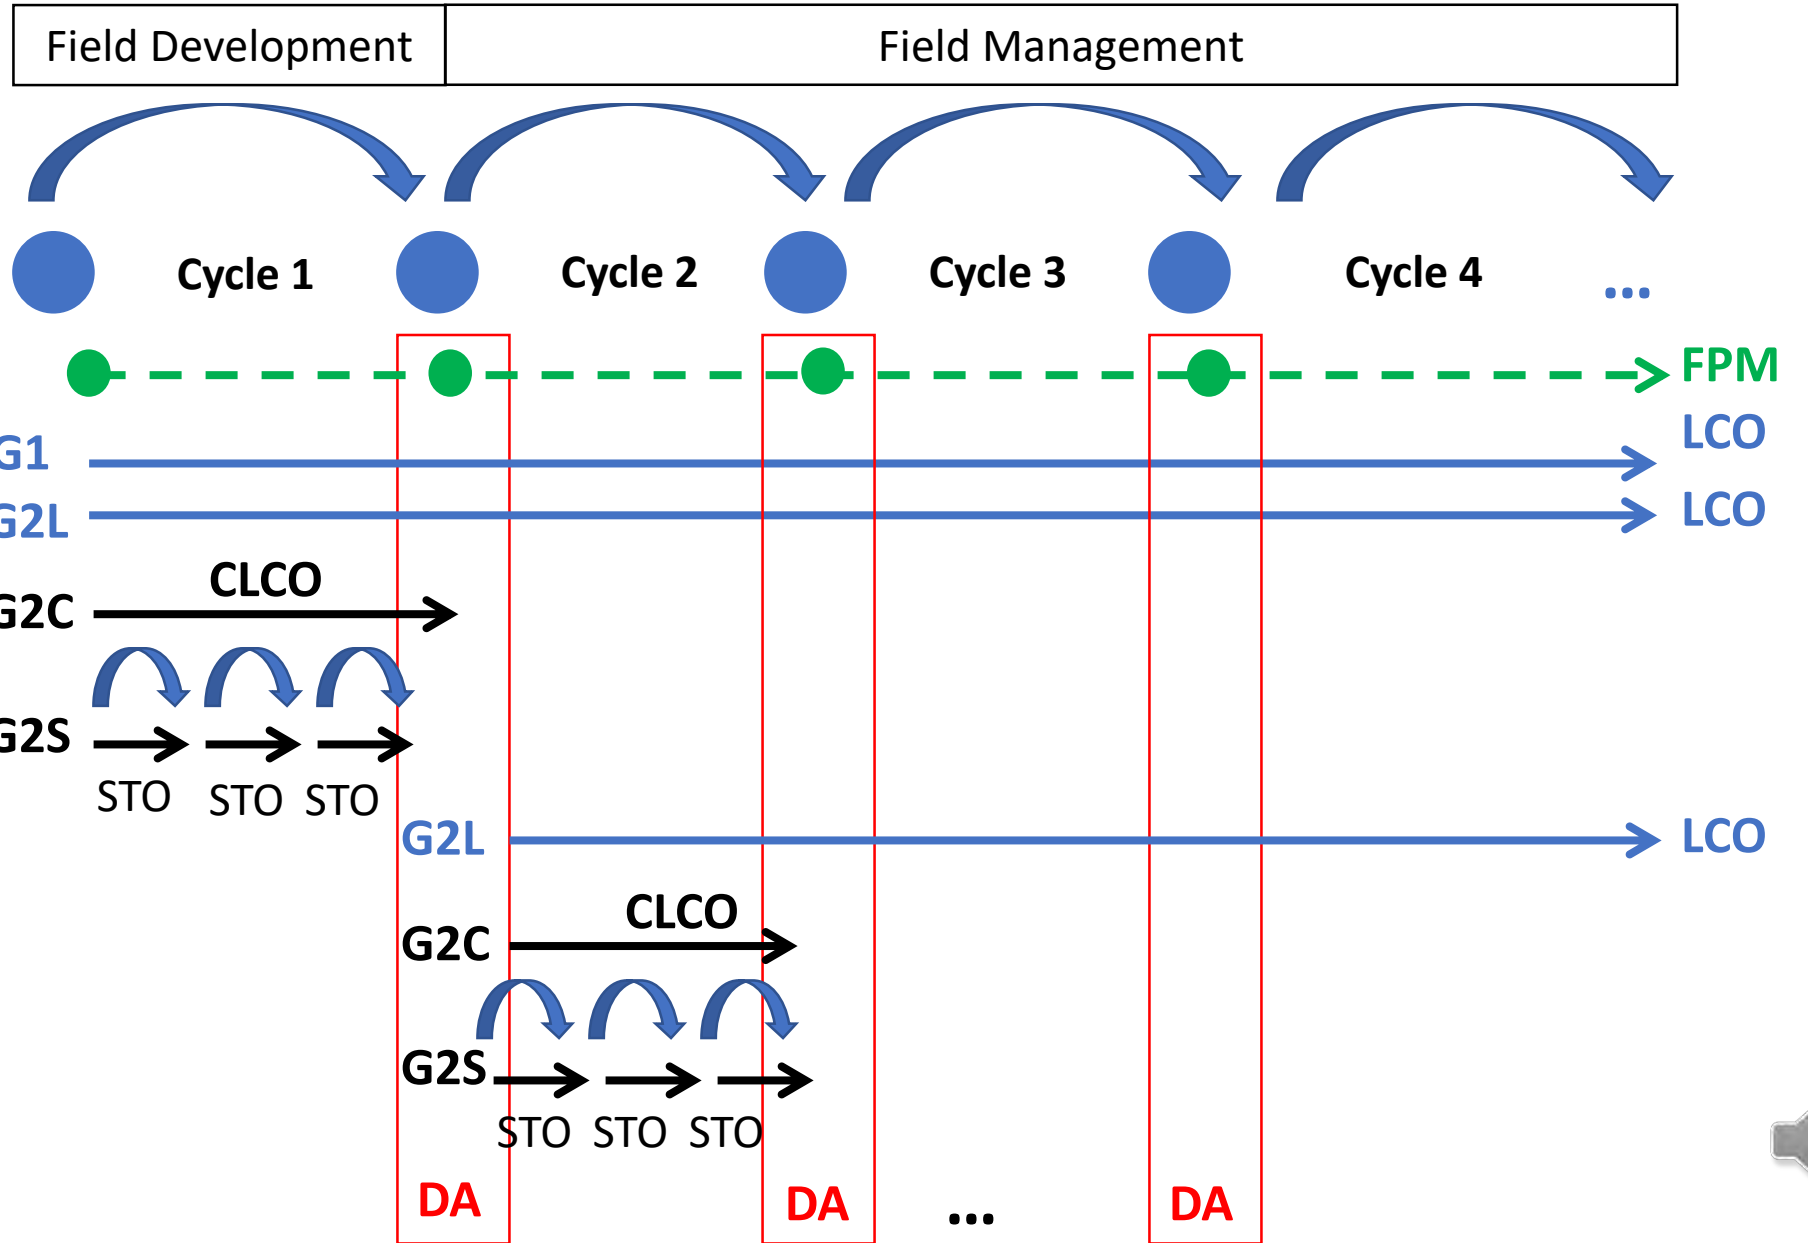 Field Development
Field Management
Cycle 1
Cycle 2
Cycle 3
Cycle 4
...
FPM
G1
LCO
G2L
LCO
CLCO
G2C
G2S
STO
STO
STO
G2L
LCO
CLCO
G2C
G2S
STO
STO
STO
DA
DA
...
DA